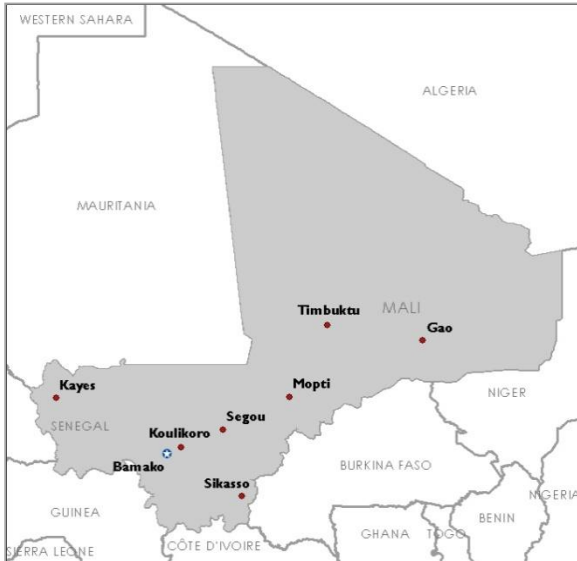 WESTERN SAHARA
ALGERIA
MAURITANIA
Timbuktu
MALI
Gao
Kayes
Mopti
NIGER
Segou
SENEGAL
Koulikoro
Bamako
BURKINA FASO
Sikasso
NIGERIA
GUINEA
BENIN
GHANA
TOGO
CÔTE D'IVOIRE
SIERRA LEONE